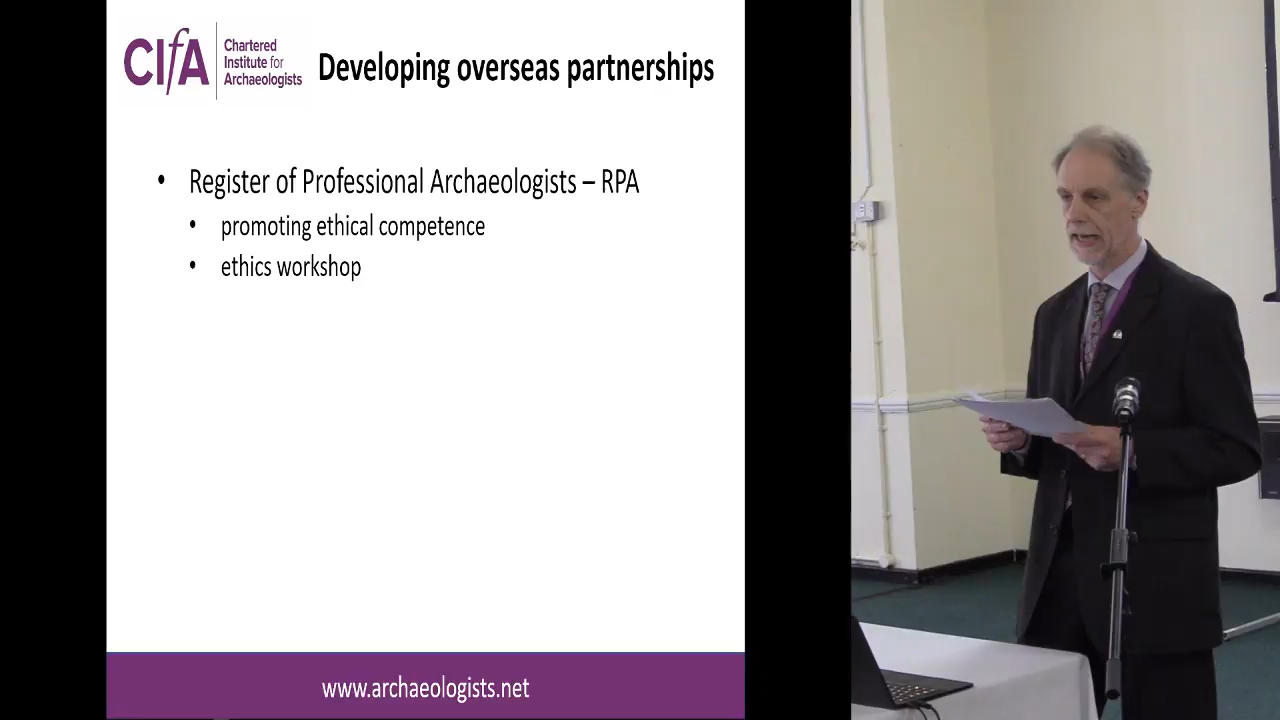 CIfA
Chartered
Institute for
Archaeologists
Developing overseas partnerships
• Register of Professional Archaeologists – RPA
• promoting ethical competence
• ethics workshop
www.archaeologists.net